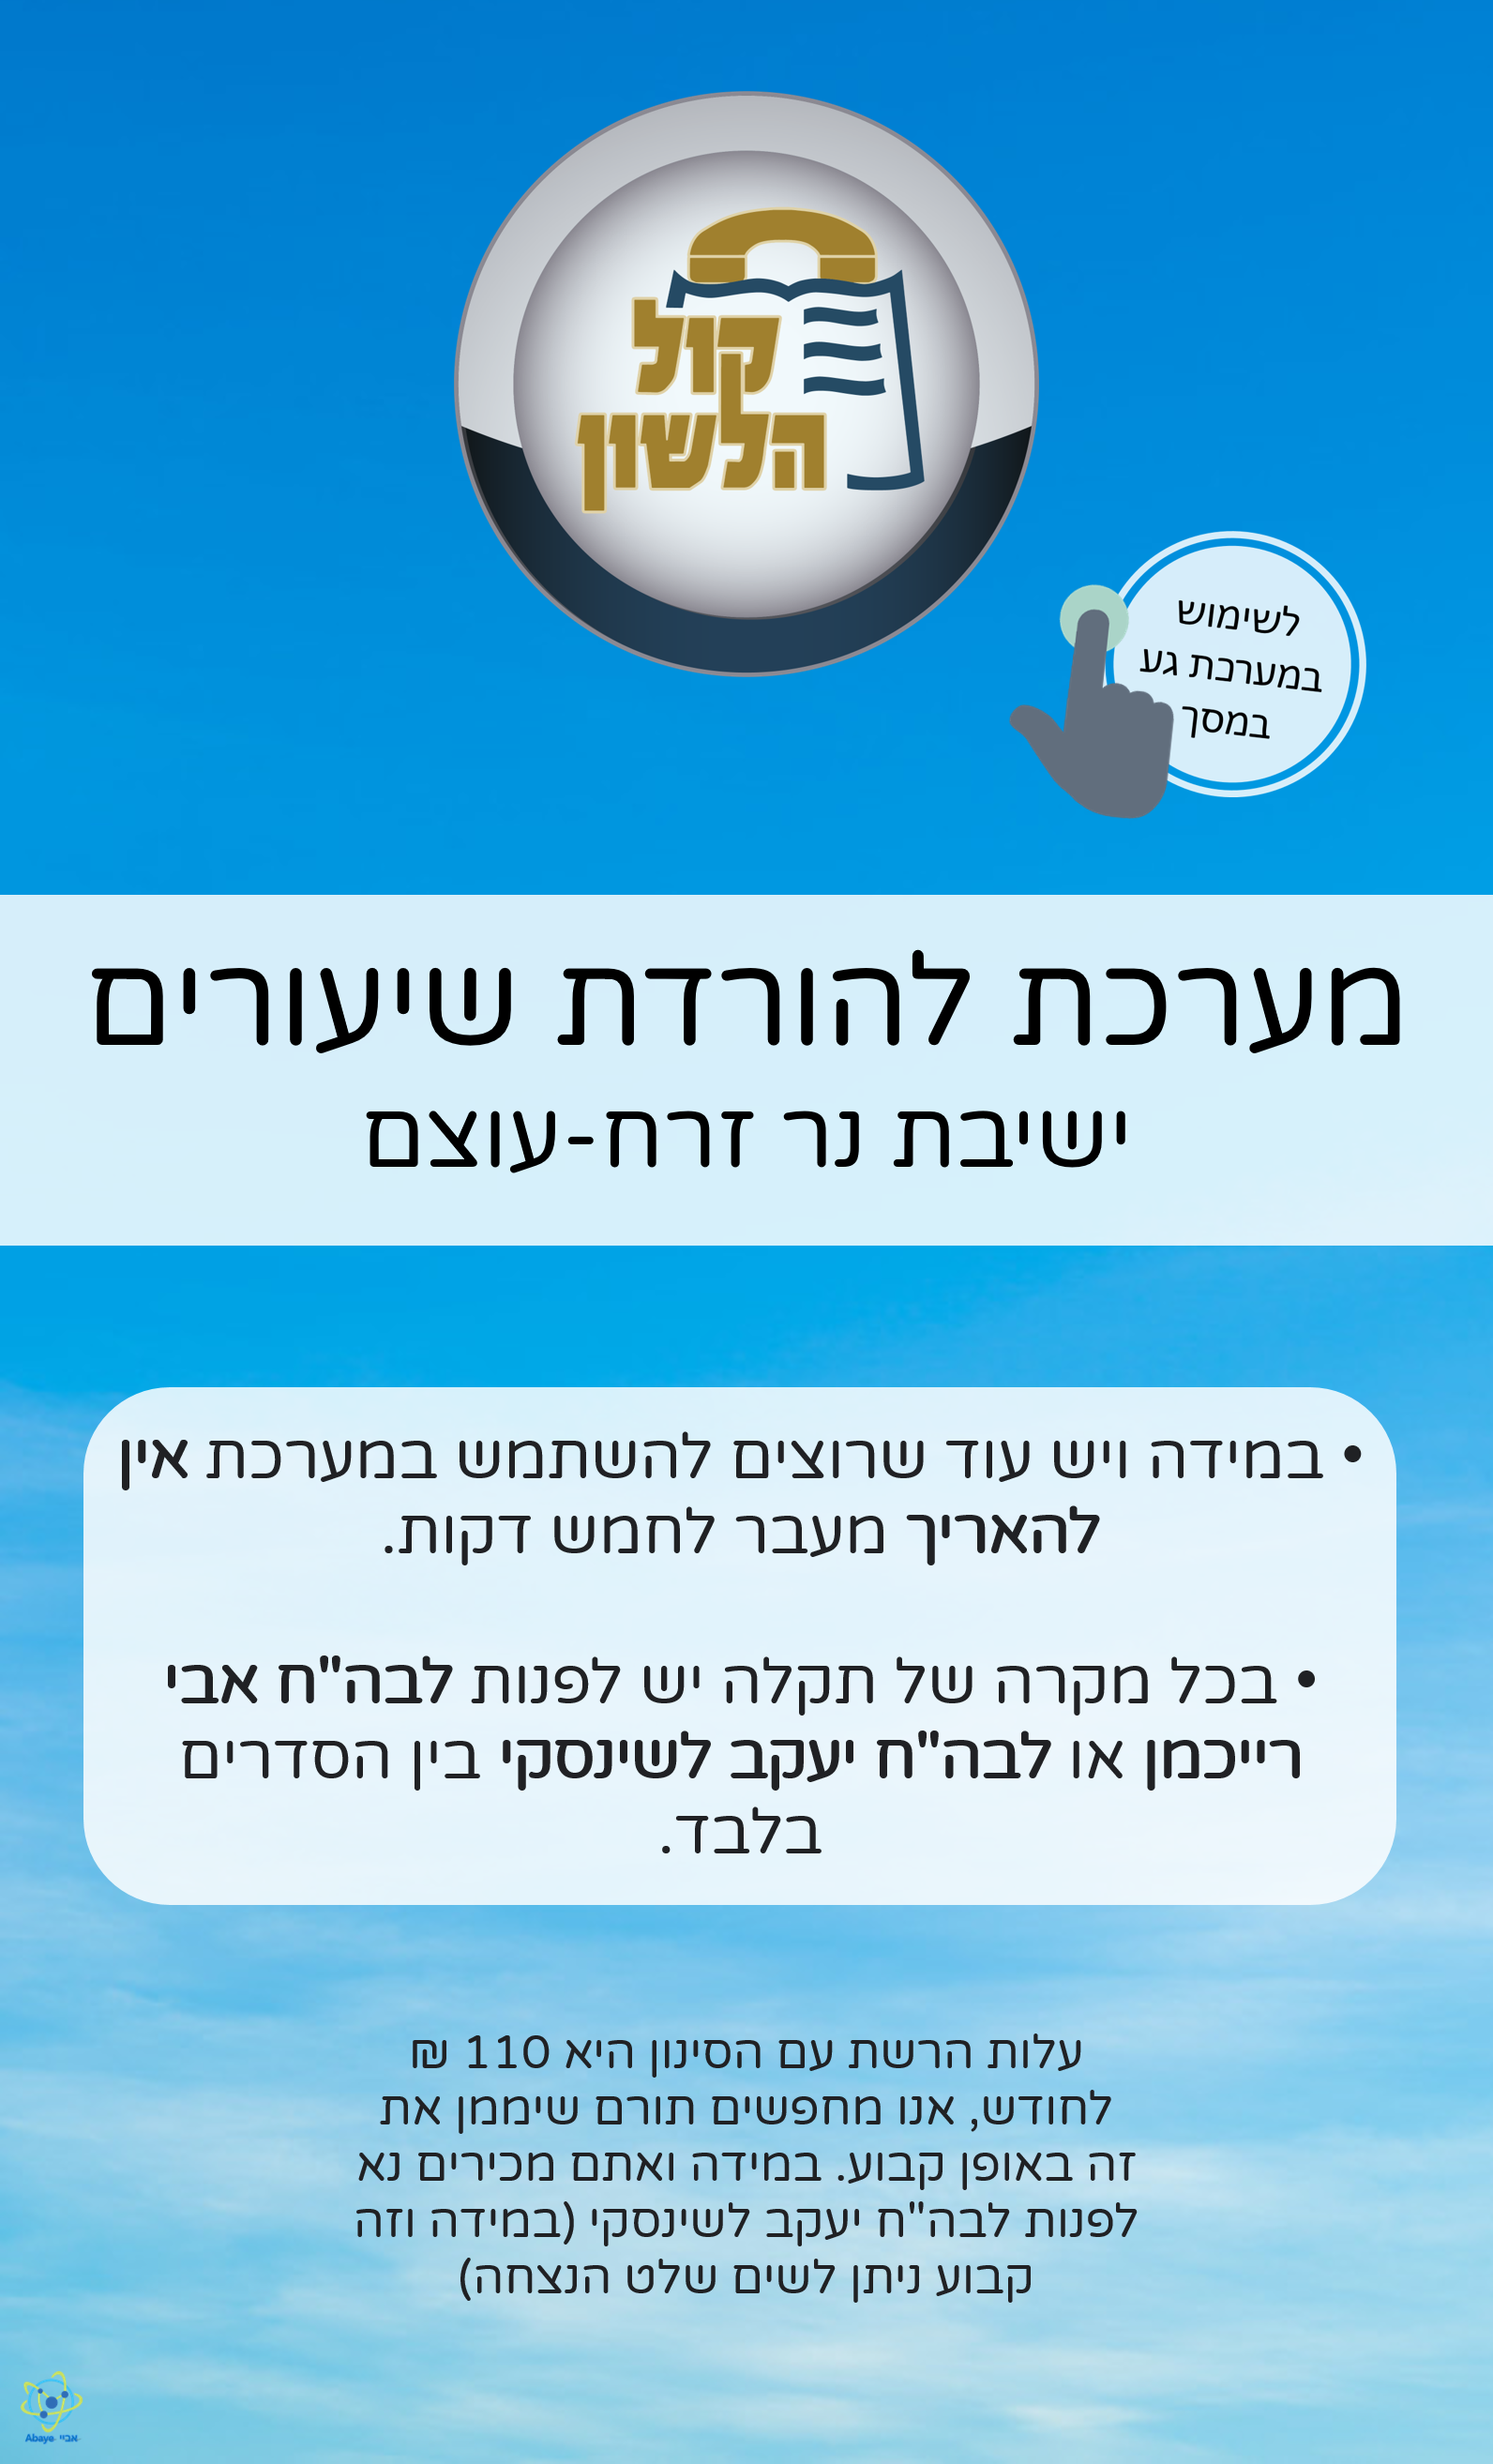 קול
הלשון
לשימוש
במערכת גע
במסך
מערכת להורדת שיעורים
ישיבת נר זרח-עוצם
• במידה ויש עוד שרוצים להשתמש במערכת אין
להאריך מעבר לחמש דקות.
• בכל מקרה של תקלה יש לפנות לבה"ח אבי
רייכמן או לבה"ח יעקב לשינסקי בין הסדרים
בלבד.
עלות הרשת עם הסינון היא 110 ₪
לחודש, אנו מחפשים תורם שיממן את
זה באופן קבוע. במידה ואתם מכירים נא
לפנות לבה"ח יעקב לשינסקי (במידה וזה
קבוע ניתן לשים שלט הנצחה)
אביי Abaye